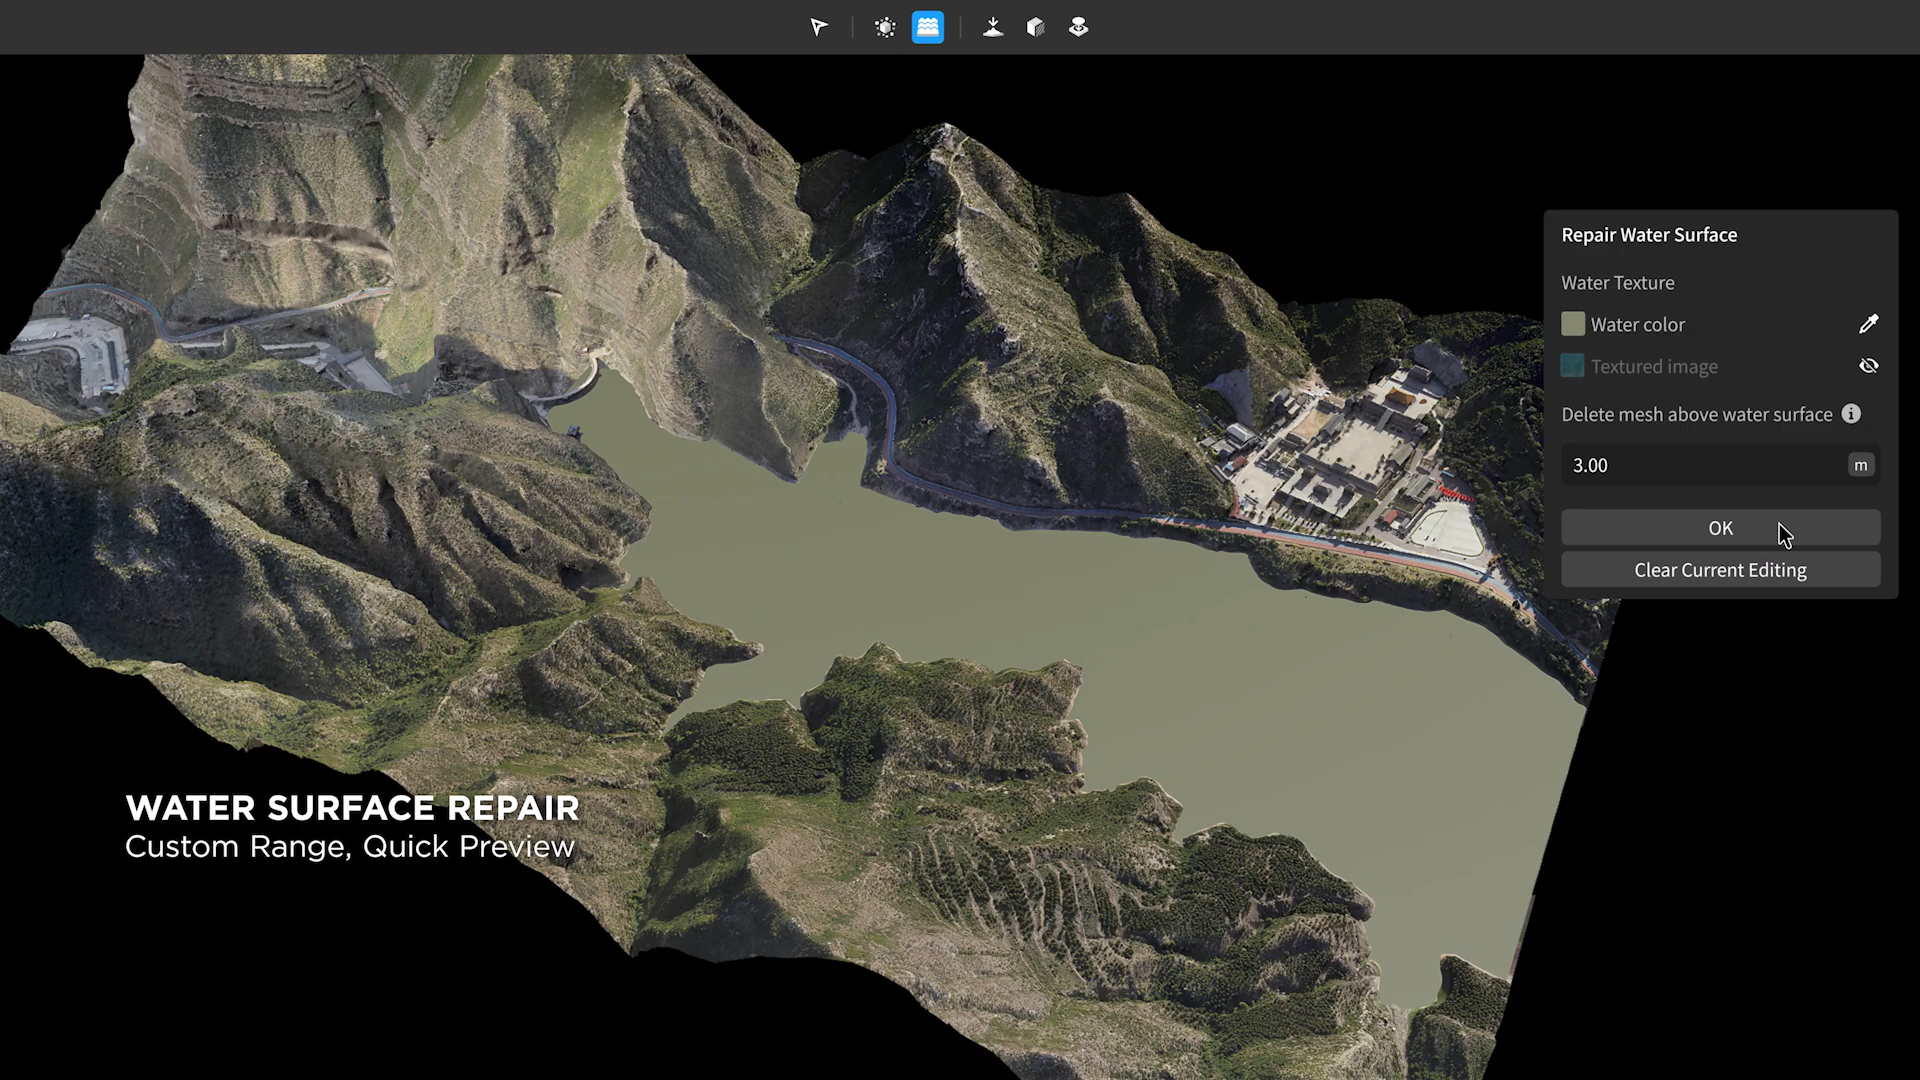 Repair Water Surface
Water Texture
Water color
Textured image
Delete mesh above water surface
3.00 m
OK
Clear Current Editing
WATER SURFACE REPAIR
Custom Range, Quick Preview